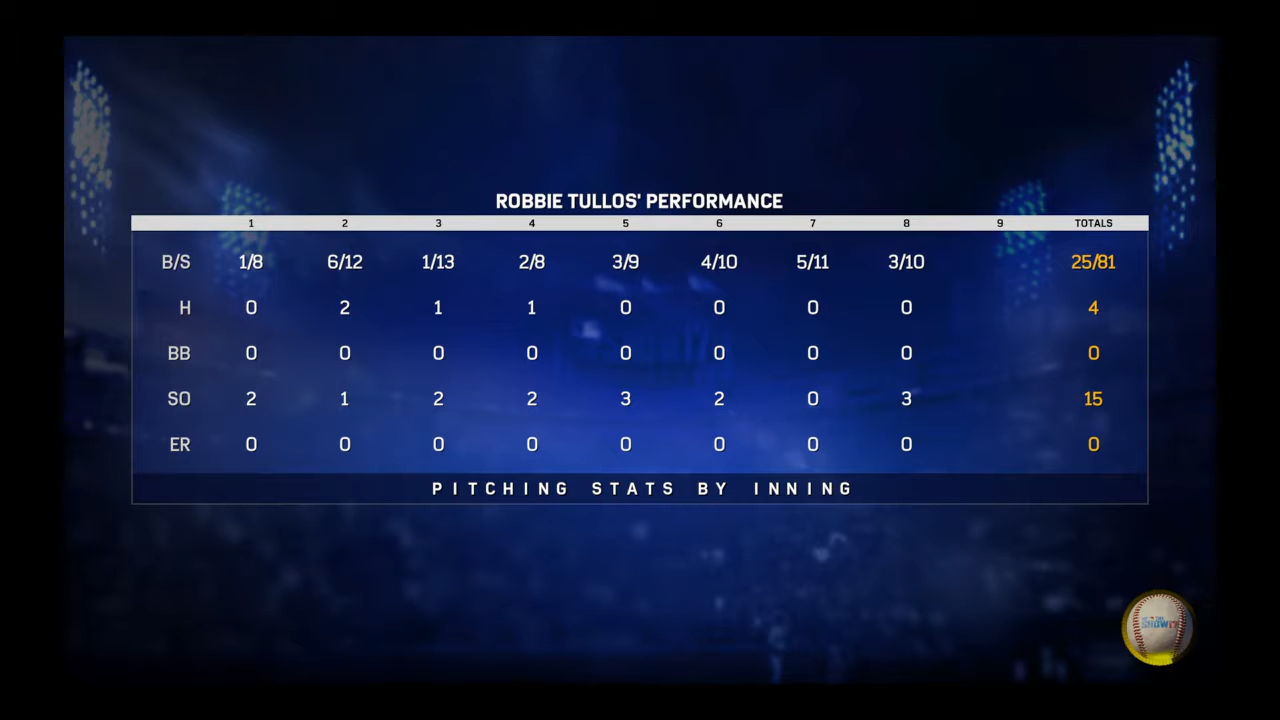 ROBBIE TULLOS' PERFORMANCE
1 2 3 4 5 6 7 8 9 TOTALS
B/S 1/8 6/12 1/13 2/8 3/9 4/10 5/11 3/10 25/81
H 0 2 1 1 0 0 0 0 4
BB 0 0 0 0 0 0 0 0 0
SO 2 1 2 2 3 2 0 3 15
ER 0 0 0 0 0 0 0 0 0
PITCHING STATS BY INNING
THE
SHOW17